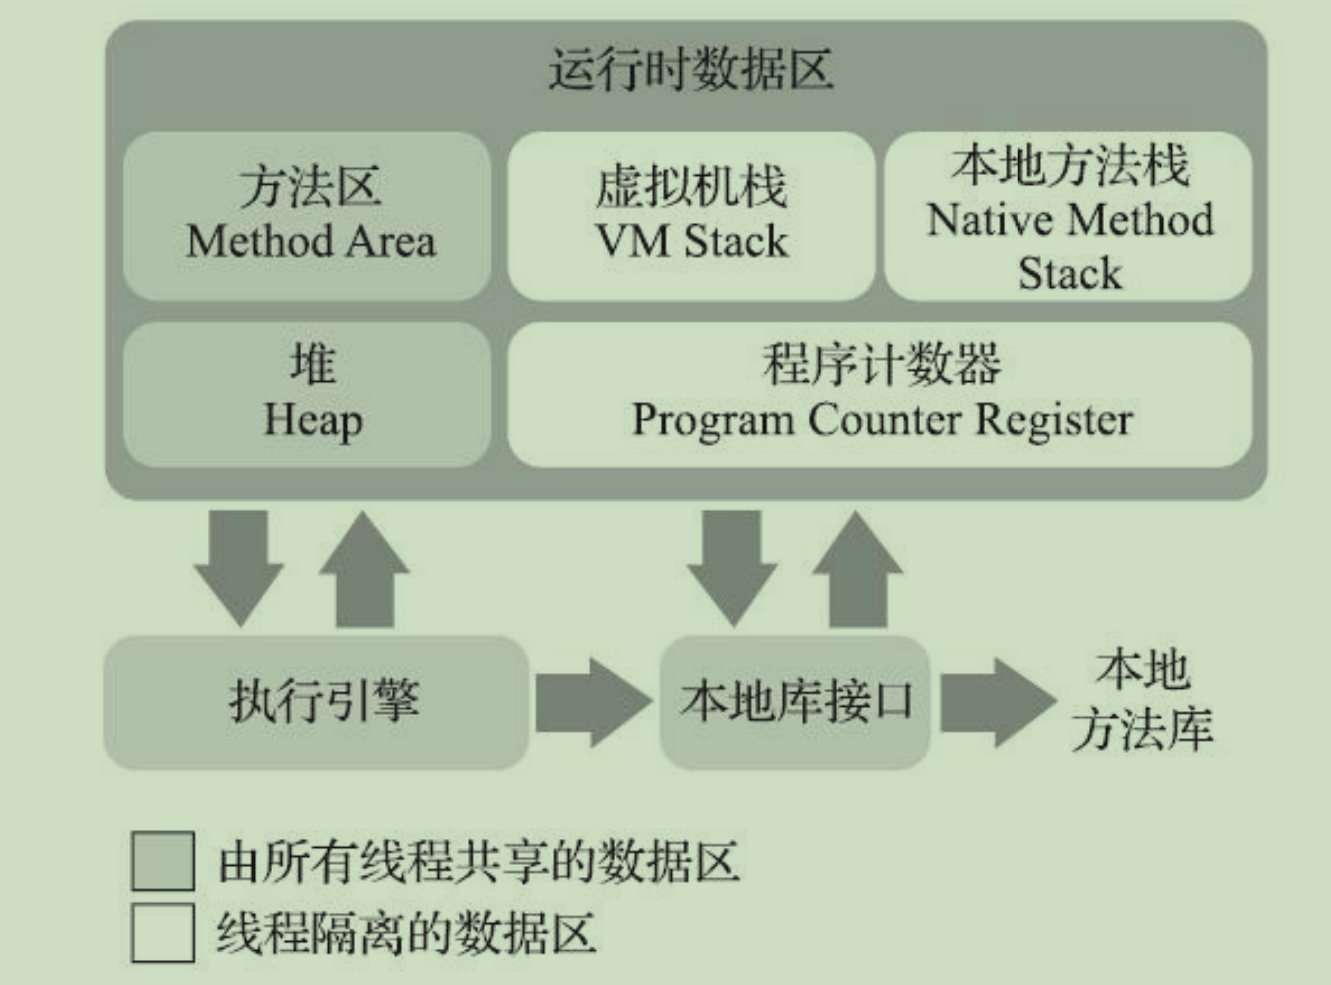 运行时数据区
方法区
Method Area
虚拟机栈
VM Stack
本地方法栈
Native Method
Stack
堆
Heap
程序计数器
Program Counter Register
执行引擎
本地库接口
本地
方法库
由所有线程共享的数据区
线程隔离的数据区